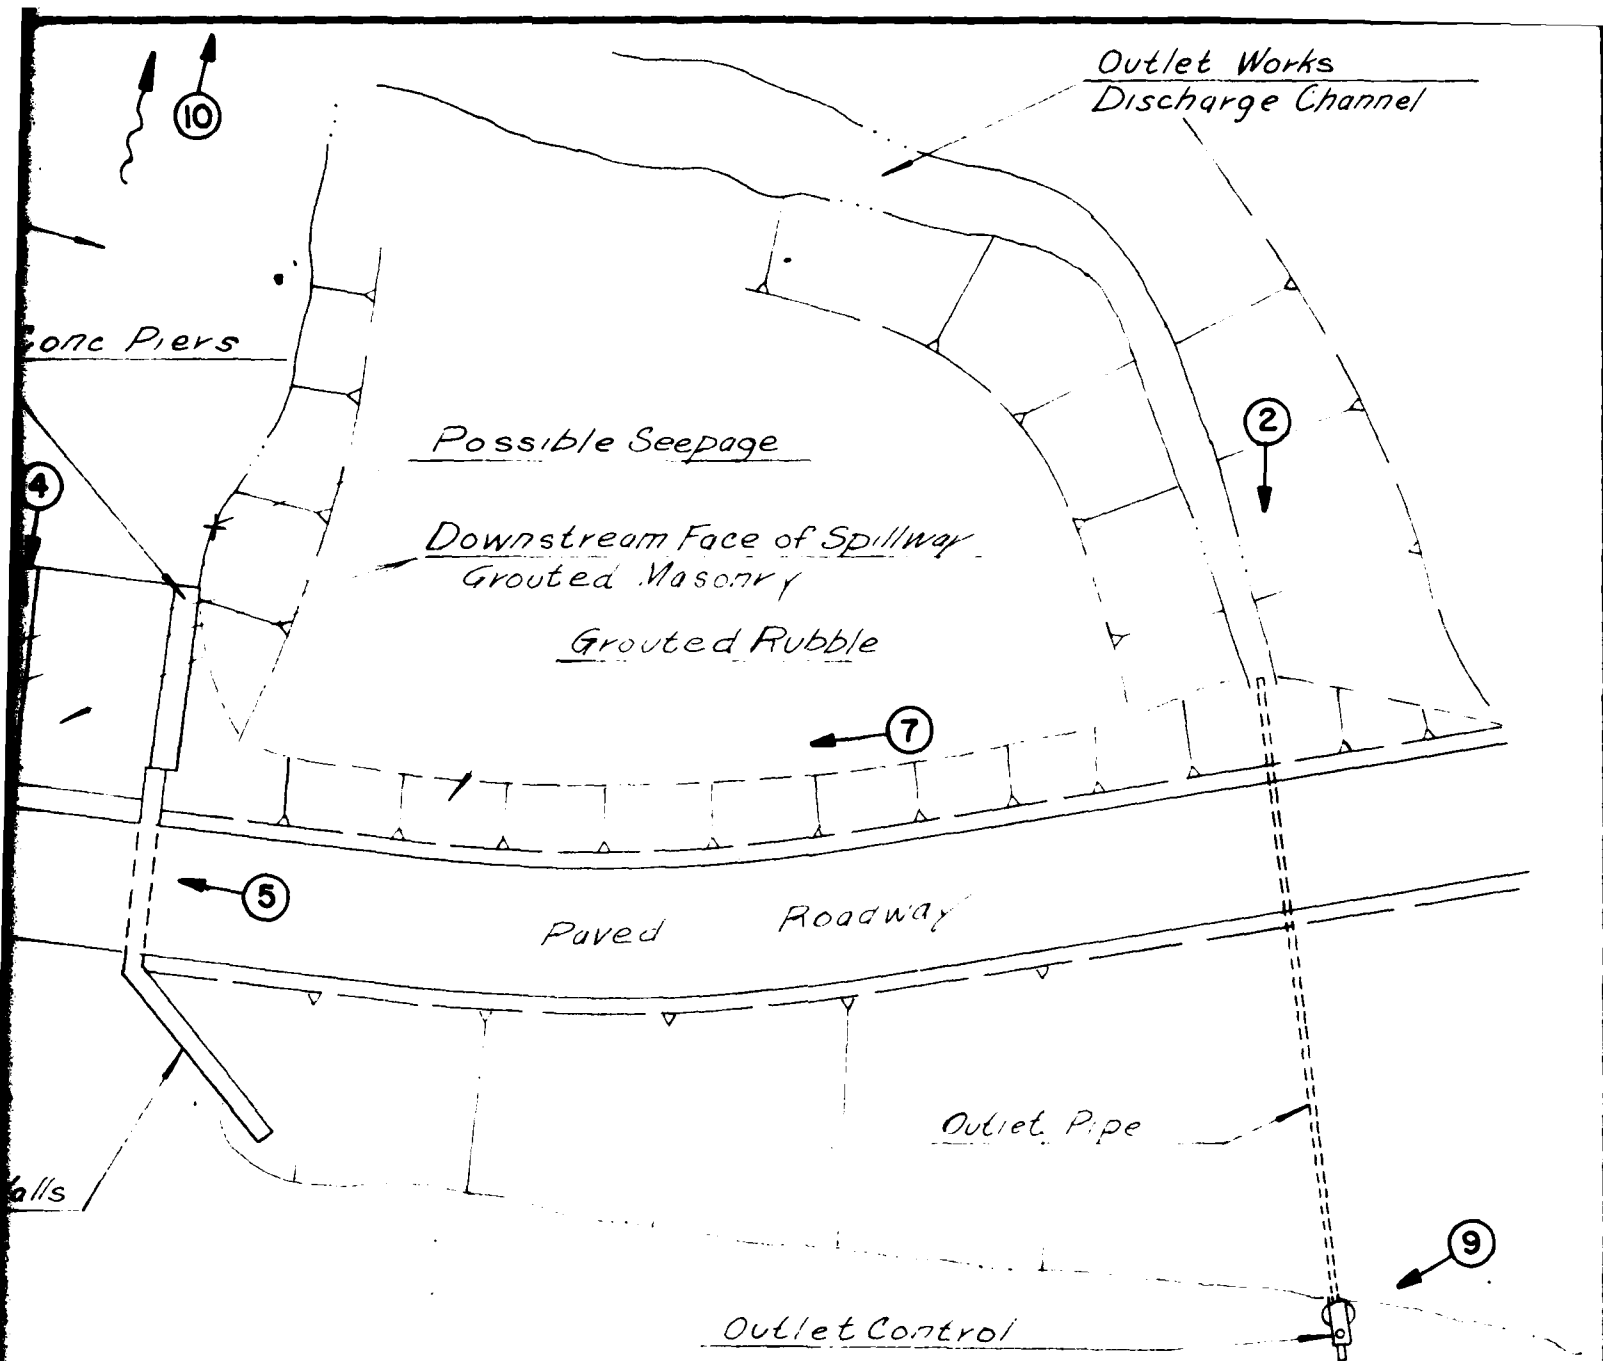 Outlet Works
Discharge Channel
10
Conc Piers
2
Possible Seepage
4
Downstream Face of Spillway
Grouted Masonry
Grouted Rubble
7
5
Paved Roadway
Outlet Pipe
alls
9
Outlet Control